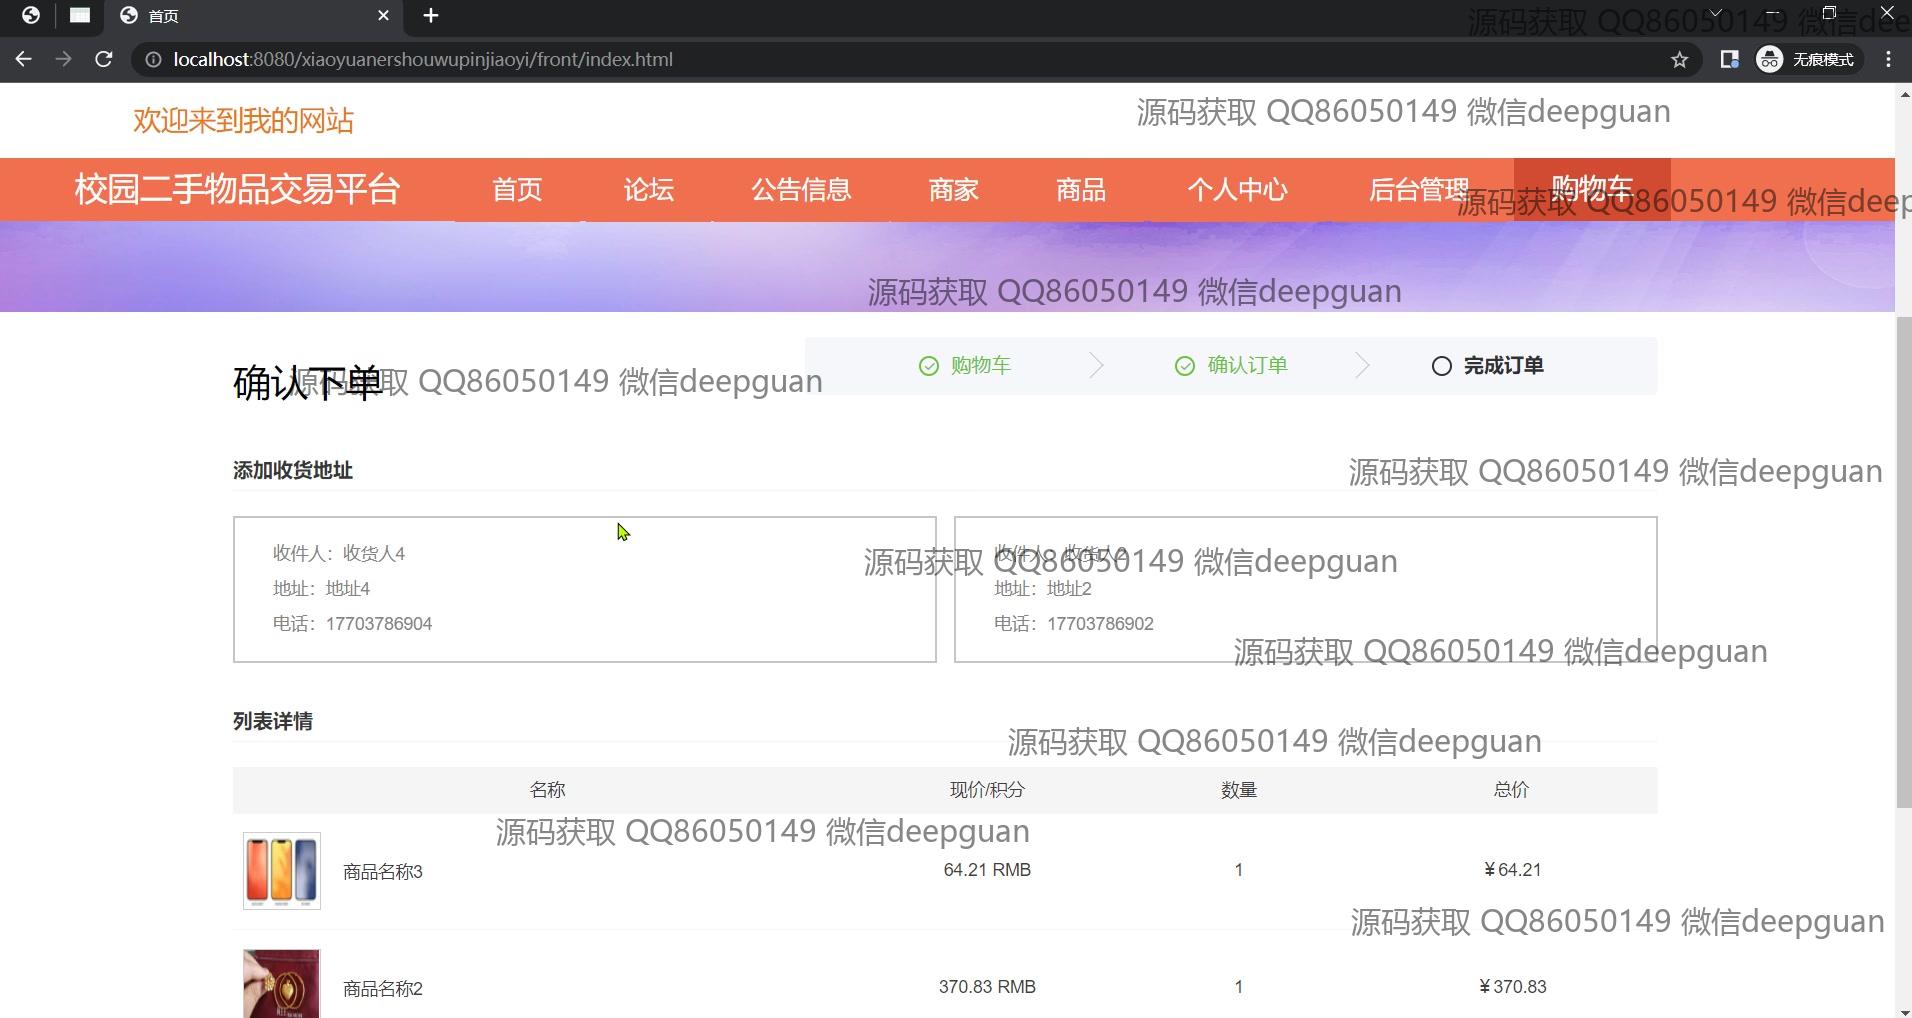 首页
localhost:8080/xiaoyuanershouwupinjiaoyi/front/index.html
无痕模式
源码获取 QQ86050149 微信dee
欢迎来到我的网站
源码获取 QQ86050149 微信deepguan
校园二手物品交易平台 首页 论坛 公告信息 商家 商品 个人中心 后台管理 购物车
源码获取 QQ86050149 微信deep
源码获取 QQ86050149 微信deepguan
购物车 确认订单 完成订单
确认下单
源码获取 QQ86050149 微信deepguan
添加收货地址
源码获取 QQ86050149 微信deepguan
收件人：收货人4
地址：地址4
电话：17703786904
收件人：收货人2
地址：地址2
电话：17703786902
源码获取 QQ86050149 微信deepguan
源码获取 QQ86050149 微信deepguan
列表详情
源码获取 QQ86050149 微信deepguan
名称 现价/积分 数量 总价
源码获取 QQ86050149 微信deepguan
商品名称3 64.21 RMB 1 ¥64.21
源码获取 QQ86050149 微信deepguan
商品名称2 370.83 RMB 1 ¥370.83